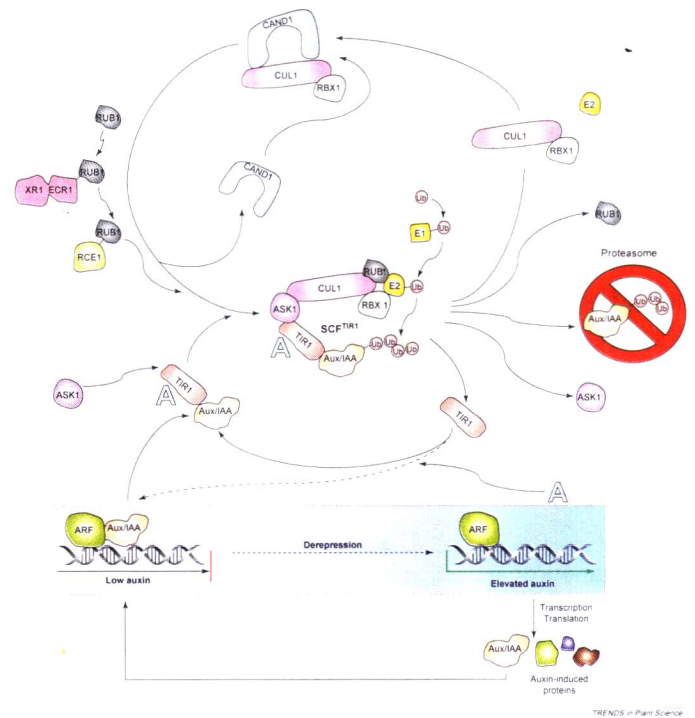 CAND1
CUL1
RBX1
E2
RUB1
CUL1
RBX1
RUB1
CAND1
XR1 ECR1
Ub
E1 Ub
RUB1
RUB1
RCE1
Proteasome
RUB1
CUL1
E2 Ub
RBX 1
ASK1
SCFTIR1
Aux/IAA Ub Ub Ub
A
TIR1
Aux/IAA Ub Ub Ub Ub
TIR1
ASK1
A
Aux/IAA
ASK1
TIR1
A
ARF Aux/IAA
ARF
Derepression
Low auxin
Elevated auxin
Transcription
Translation
Aux/IAA
Auxin-induced
proteins
TRENDS in Plant Science